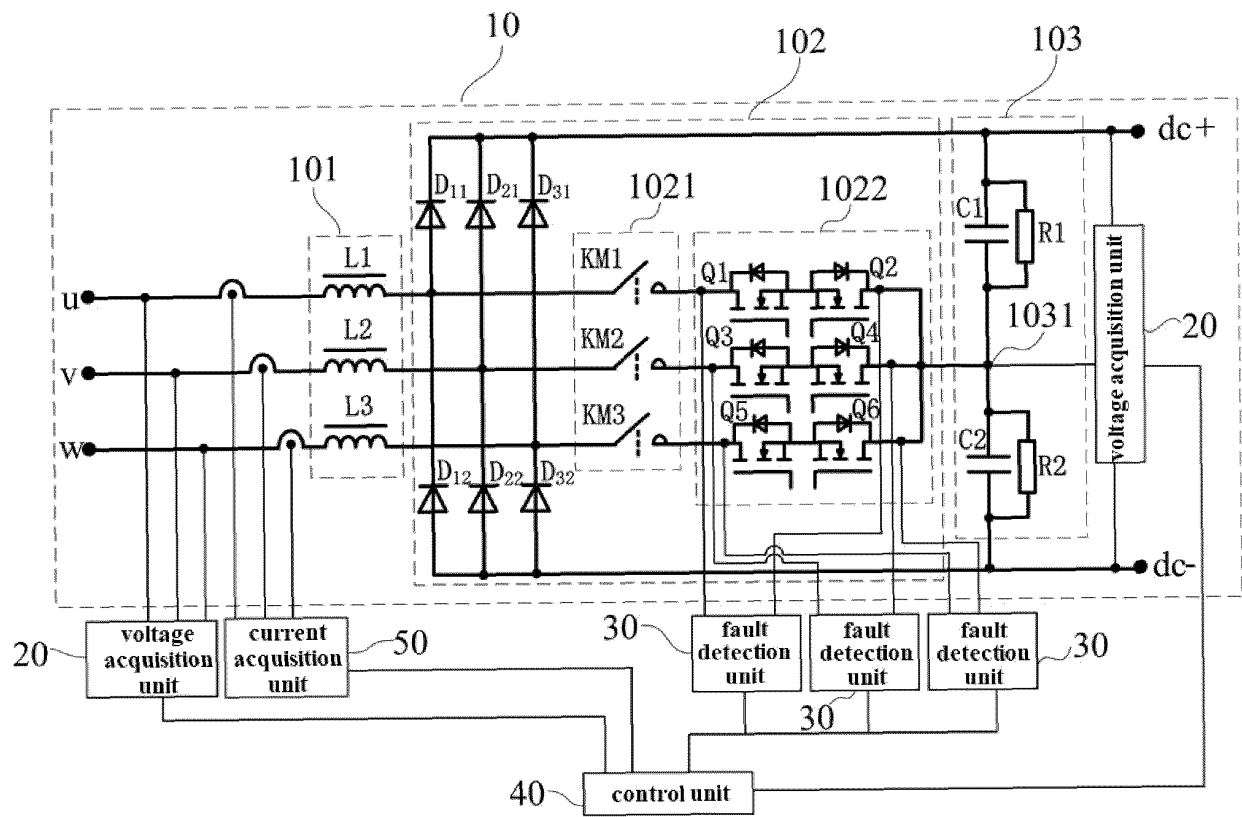 10
102
103
dc+
101
D11
D21
D31
1021
1022
C1
R1
L1
KM1
Q1
Q2
u
L2
KM2
Q3
Q4
1031
20
voltage acquisition unit
v
L3
KM3
Q5
Q6
w
C2
R2
D12
D22
D32
dc-
20
voltage
acquisition
unit
current
acquisition
unit
50
30
fault
detection
unit
fault
detection
unit
30
fault
detection
unit
30
40
control unit